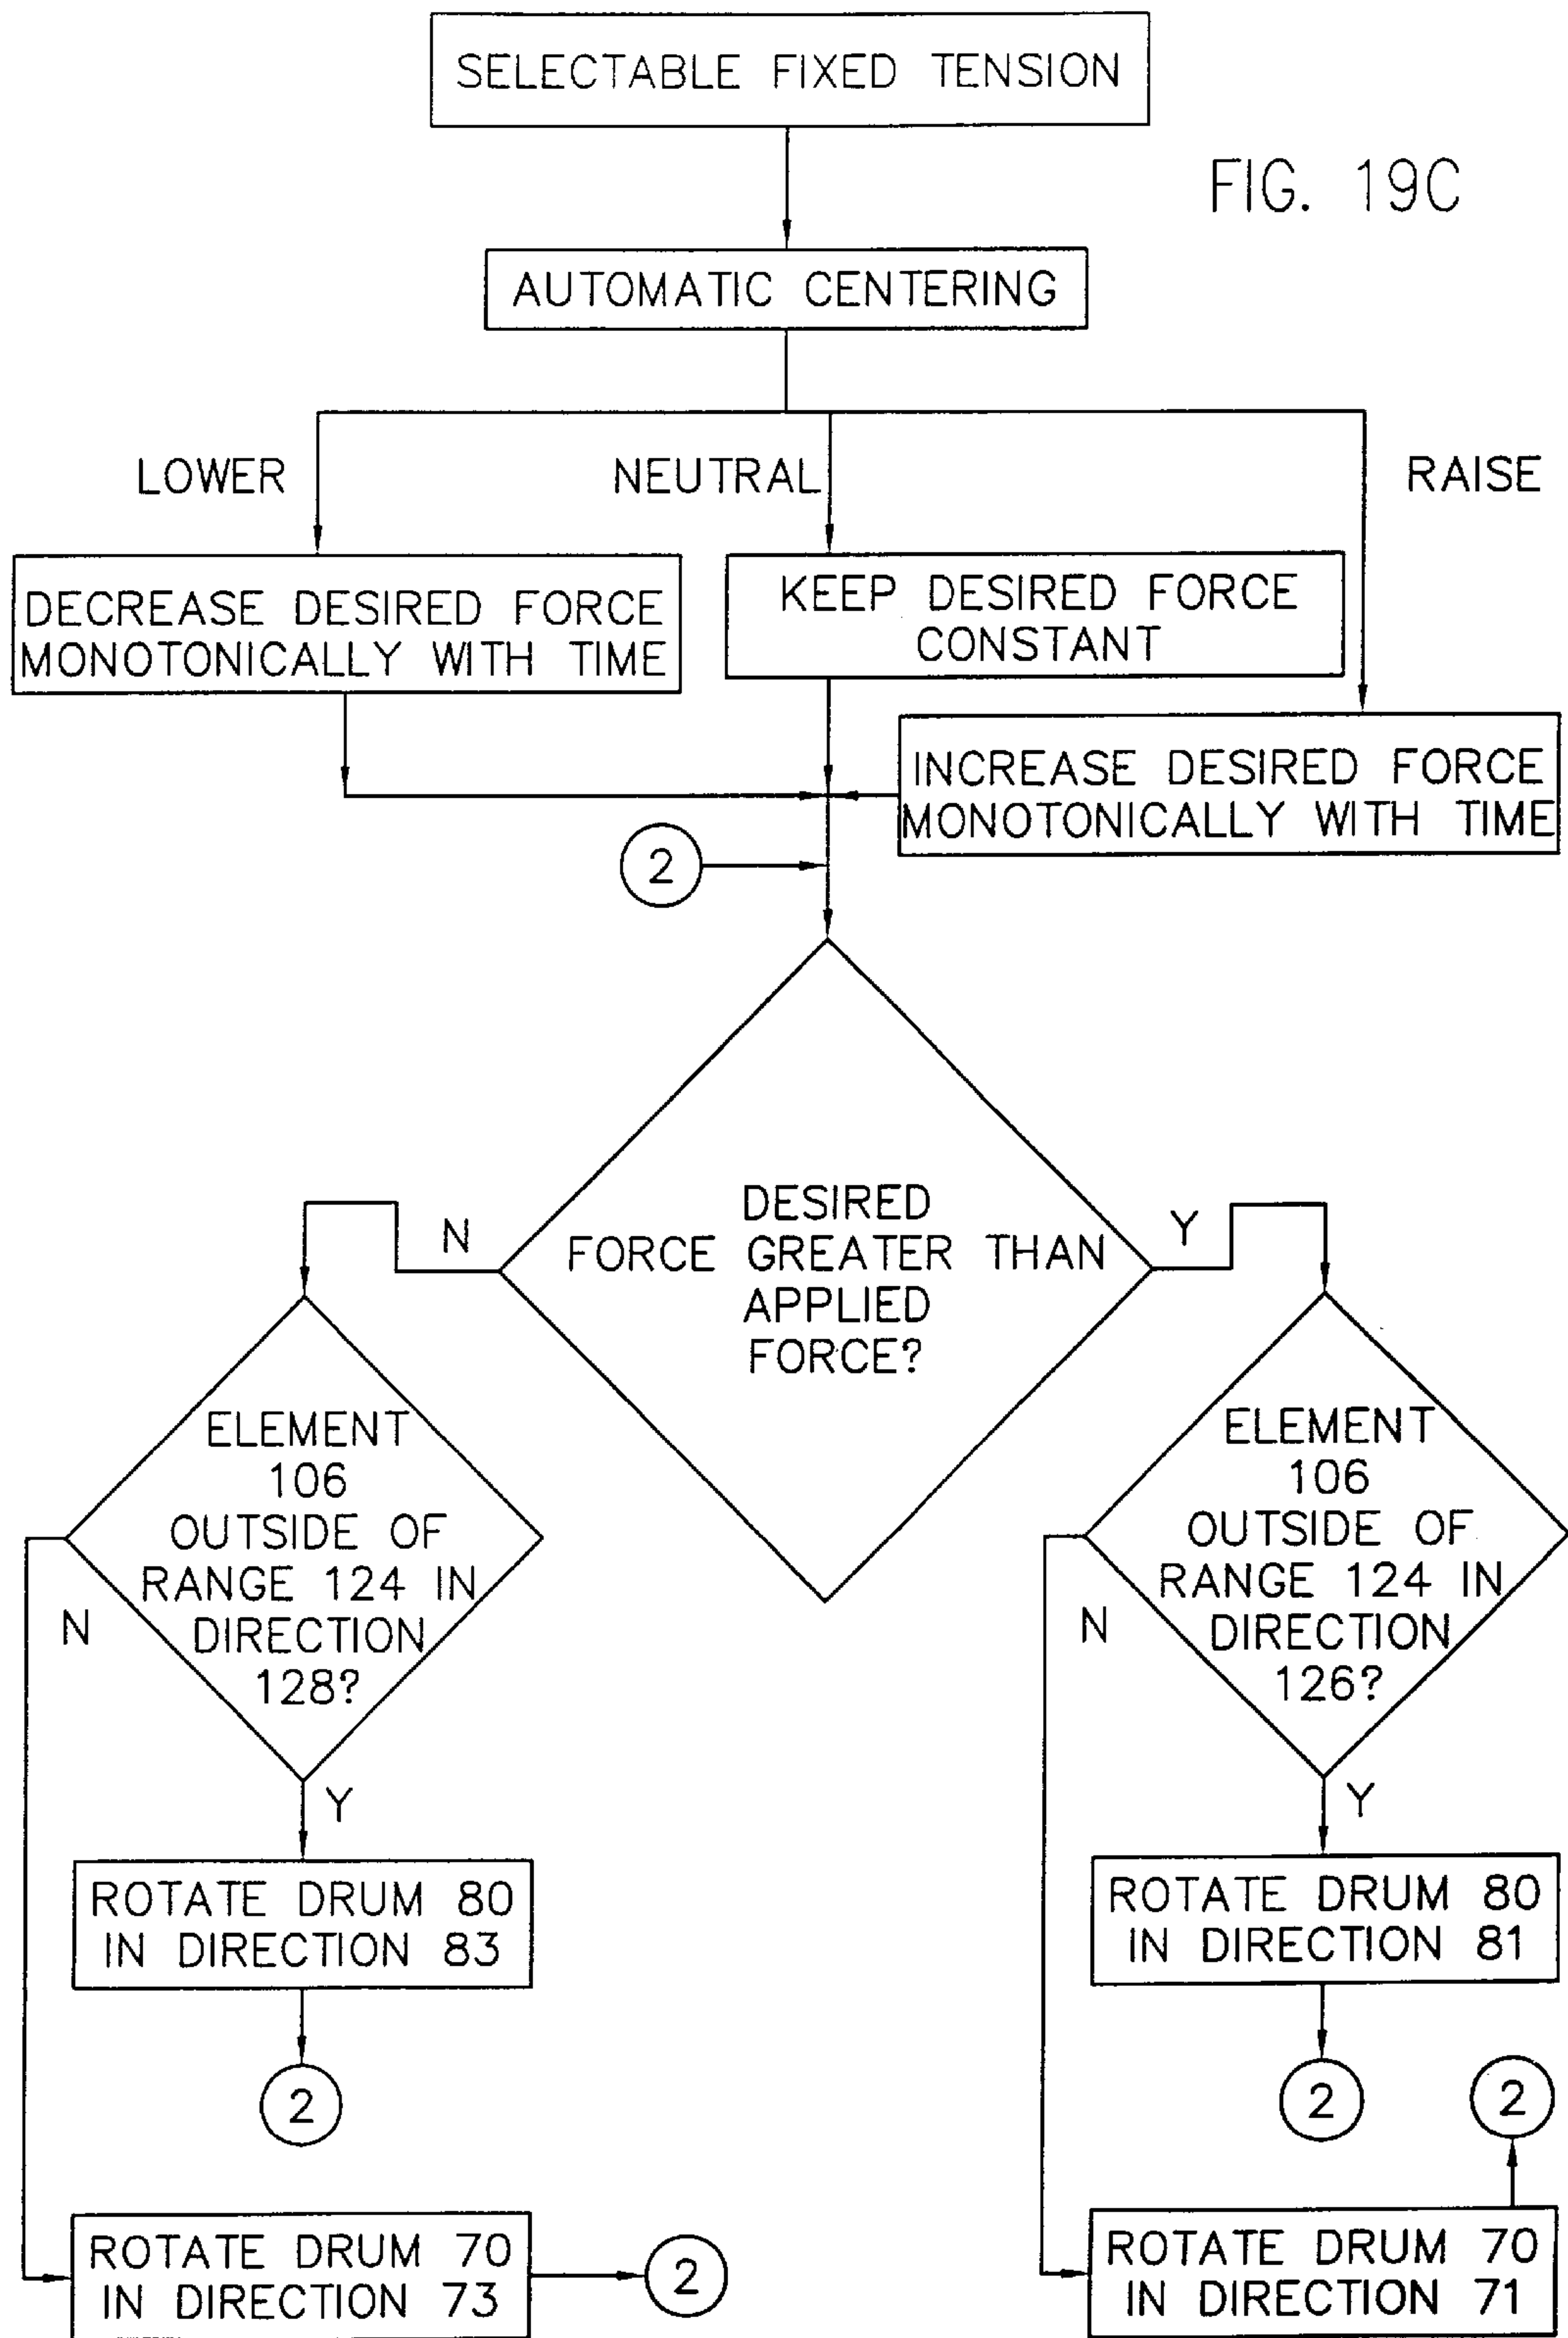 SELECTABLE FIXED TENSION
FIG. 19C
AUTOMATIC CENTERING
LOWER
NEUTRAL
RAISE
DECREASE DESIRED FORCE
MONOTONICALLY WITH TIME
KEEP DESIRED FORCE
CONSTANT
INCREASE DESIRED FORCE
MONOTONICALLY WITH TIME
2
DESIRED
FORCE GREATER THAN
APPLIED
FORCE?
N
Y
ELEMENT
106
OUTSIDE OF
RANGE 124 IN
DIRECTION
128?
N
Y
ELEMENT
106
OUTSIDE OF
RANGE 124 IN
DIRECTION
126?
N
Y
ROTATE DRUM 80
IN DIRECTION 83
2
ROTATE DRUM 80
IN DIRECTION 81
2
2
ROTATE DRUM 70
IN DIRECTION 73
2
ROTATE DRUM 70
IN DIRECTION 71